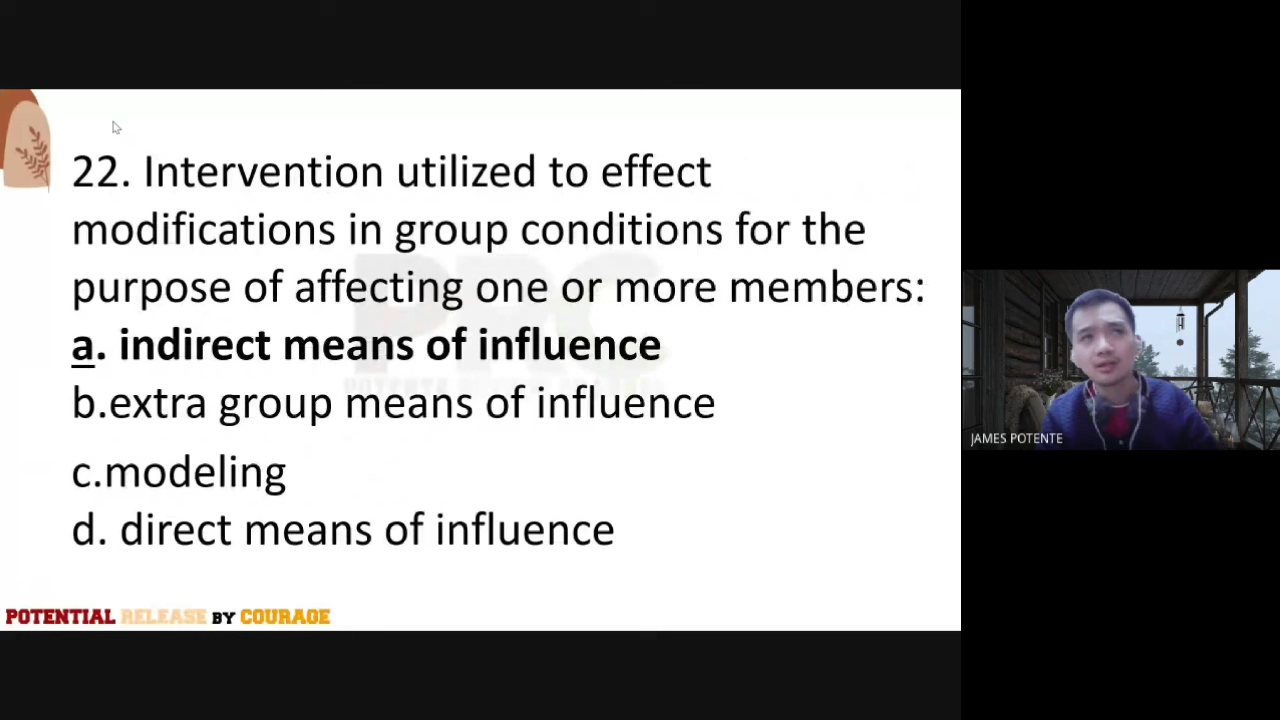 22. Intervention utilized to effect
modifications in group conditions for the
purpose of affecting one or more members:
a. indirect means of influence
b.extra group means of influence
c.modeling
d. direct means of influence
PRC
POTENTIAL RELEASE BY COURAGE
JAMES POTENTE